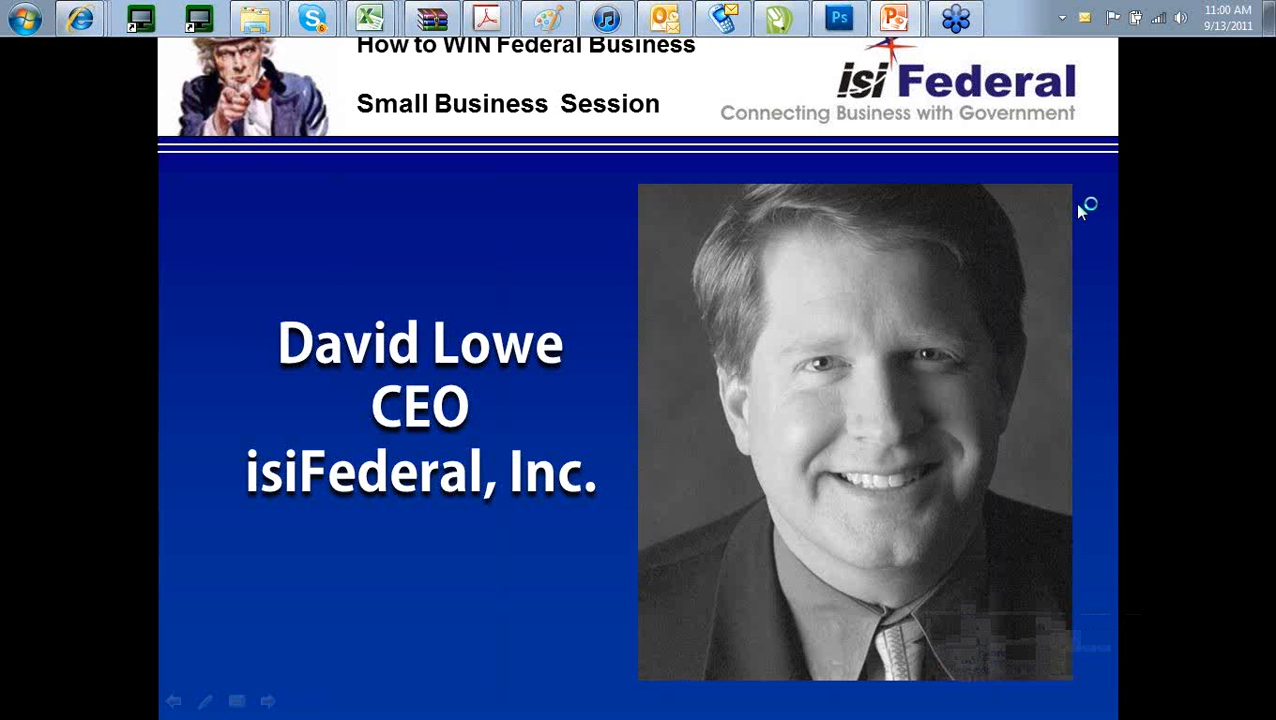 11:00 AM
9/13/2011
How to WIN Federal Business
Small Business Session
isi Federal
Connecting Business with Government
David Lowe
CEO
isiFederal, Inc.